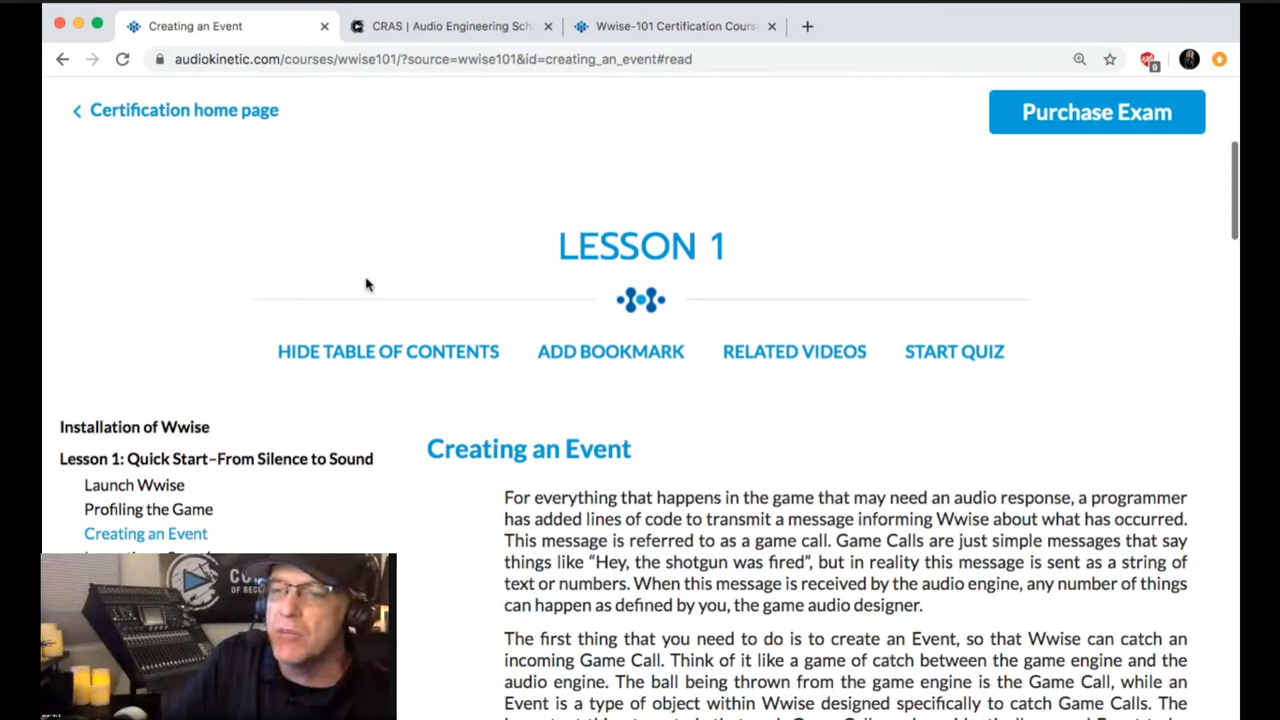 Creating an Event
CRAS | Audio Engineering Sch
Wwise-101 Certification Cours
audiokinetic.com/courses/wwise101/?source=wwise101&id=creating_an_event#read
9
Certification home page
Purchase Exam
LESSON 1
HIDE TABLE OF CONTENTS
ADD BOOKMARK
RELATED VIDEOS
START QUIZ
Installation of Wwise
Lesson 1: Quick Start–From Silence to Sound
Launch Wwise
Profiling the Game
Creating an Event
Creating an Event
For everything that happens in the game that may need an audio response, a programmer
has added lines of code to transmit a message informing Wwise about what has occurred.
This message is referred to as a game call. Game Calls are just simple messages that say
things like “Hey, the shotgun was fired”, but in reality this message is sent as a string of
text or numbers. When this message is received by the audio engine, any number of things
can happen as defined by you, the game audio designer.
The first thing that you need to do is to create an Event, so that Wwise can catch an
incoming Game Call. Think of it like a game of catch between the game engine and the
audio engine. The ball being thrown from the game engine is the Game Call, while an
Event is a type of object within Wwise designed specifically to catch Game Calls. The
CO
OF RECO